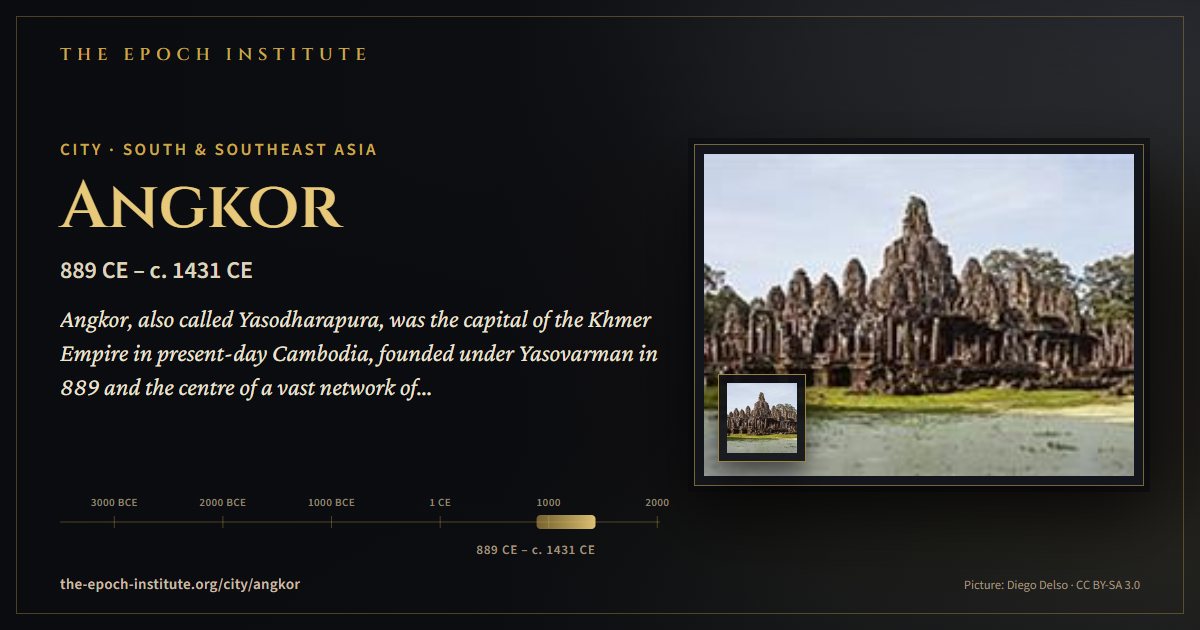 THE EPOCH INSTITUTE
CITY · SOUTH & SOUTHEAST ASIA
ANGKOR
889 CE – c. 1431 CE
Angkor, also called Yasodharapura, was the capital of the Khmer
Empire in present-day Cambodia, founded under Yasovarman in
889 and the centre of a vast network of...
3000 BCE 2000 BCE 1000 BCE 1 CE 1000 2000
889 CE – c. 1431 CE
the-epoch-institute.org/city/angkor
Picture: Diego Delso · CC BY-SA 3.0